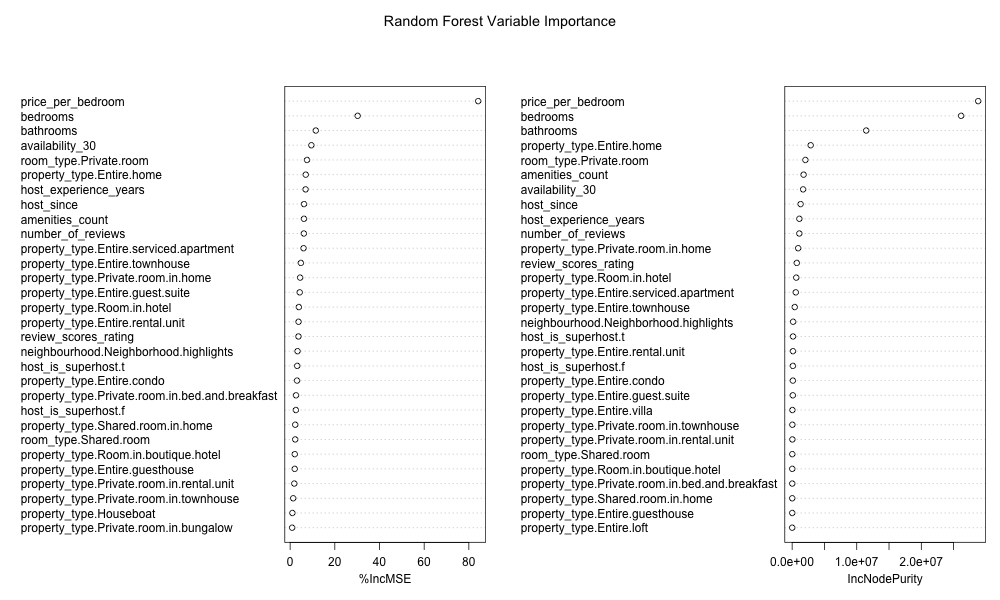 Random Forest Variable Importance
price_per_bedroom
bedrooms
bathrooms
availability_30
room_type.Private.room
property_type.Entire.home
host_experience_years
host_since
amenities_count
number_of_reviews
property_type.Entire.serviced.apartment
property_type.Entire.townhouse
property_type.Private.room.in.home
property_type.Entire.guest.suite
property_type.Room.in.hotel
property_type.Entire.rental.unit
review_scores_rating
neighbourhood.Neighborhood.highlights
host_is_superhost.t
property_type.Entire.condo
property_type.Private.room.in.bed.and.breakfast
host_is_superhost.f
property_type.Shared.room.in.home
room_type.Shared.room
property_type.Room.in.boutique.hotel
property_type.Entire.guesthouse
property_type.Private.room.in.rental.unit
property_type.Private.room.in.townhouse
property_type.Houseboat
property_type.Private.room.in.bungalow
0 20 40 60 80
%IncMSE
price_per_bedroom
bedrooms
bathrooms
property_type.Entire.home
room_type.Private.room
amenities_count
availability_30
host_since
host_experience_years
number_of_reviews
property_type.Private.room.in.home
review_scores_rating
property_type.Room.in.hotel
property_type.Entire.serviced.apartment
property_type.Entire.townhouse
neighbourhood.Neighborhood.highlights
host_is_superhost.t
property_type.Entire.rental.unit
host_is_superhost.f
property_type.Entire.condo
property_type.Entire.guest.suite
property_type.Entire.villa
property_type.Private.room.in.townhouse
property_type.Private.room.in.rental.unit
room_type.Shared.room
property_type.Room.in.boutique.hotel
property_type.Private.room.in.bed.and.breakfast
property_type.Shared.room.in.home
property_type.Entire.guesthouse
property_type.Entire.loft
0.0e+00 1.0e+07 2.0e+07
IncNodePurity